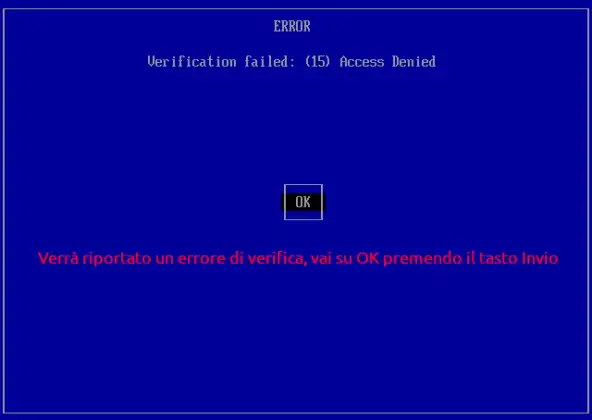 ERROR
Verification failed: (15) Access Denied
OK
Verrà riportato un errore di verifica, vai su OK premendo il tasto Invio